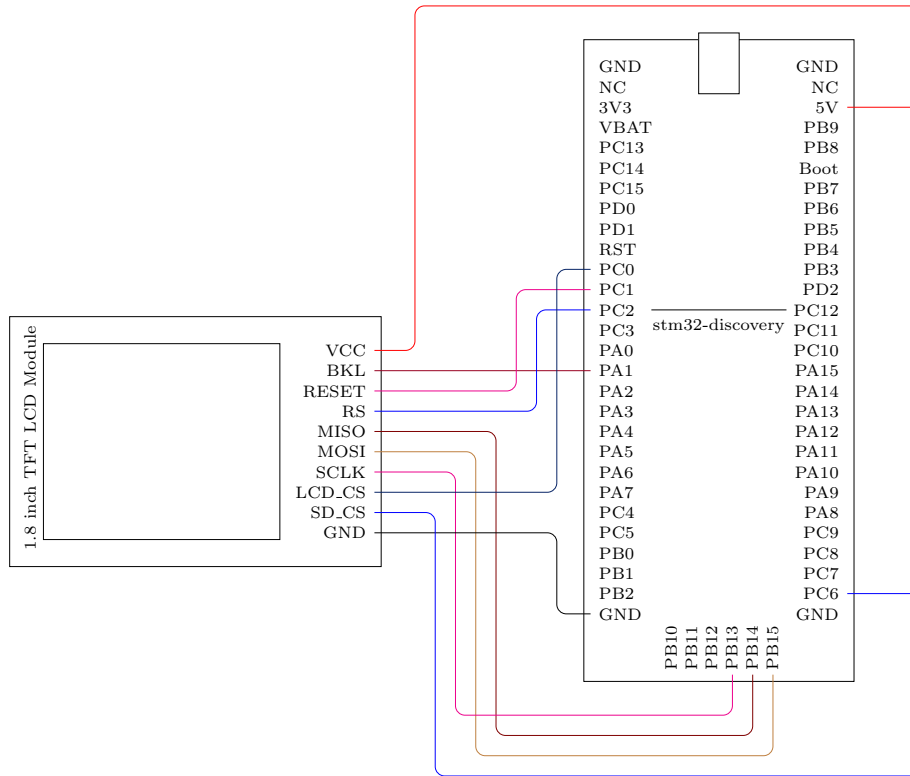 1.8 inch TFT LCD Module
VCC
BKL
RESET
RS
MISO
MOSI
SCLK
LCD_CS
SD_CS
GND
GND
NC
3V3
VBAT
PC13
PC14
PC15
PD0
PD1
RST
PC0
PC1
PC2
PC3
PA0
PA1
PA2
PA3
PA4
PA5
PA6
PA7
PC4
PC5
PB0
PB1
PB2
GND
stm32-discovery
GND
NC
5V
PB9
PB8
Boot
PB7
PB6
PB5
PB4
PB3
PD2
PC12
PC11
PC10
PA15
PA14
PA13
PA12
PA11
PA10
PA9
PA8
PC9
PC8
PC7
PC6
GND
PB10
PB11
PB12
PB13
PB14
PB15